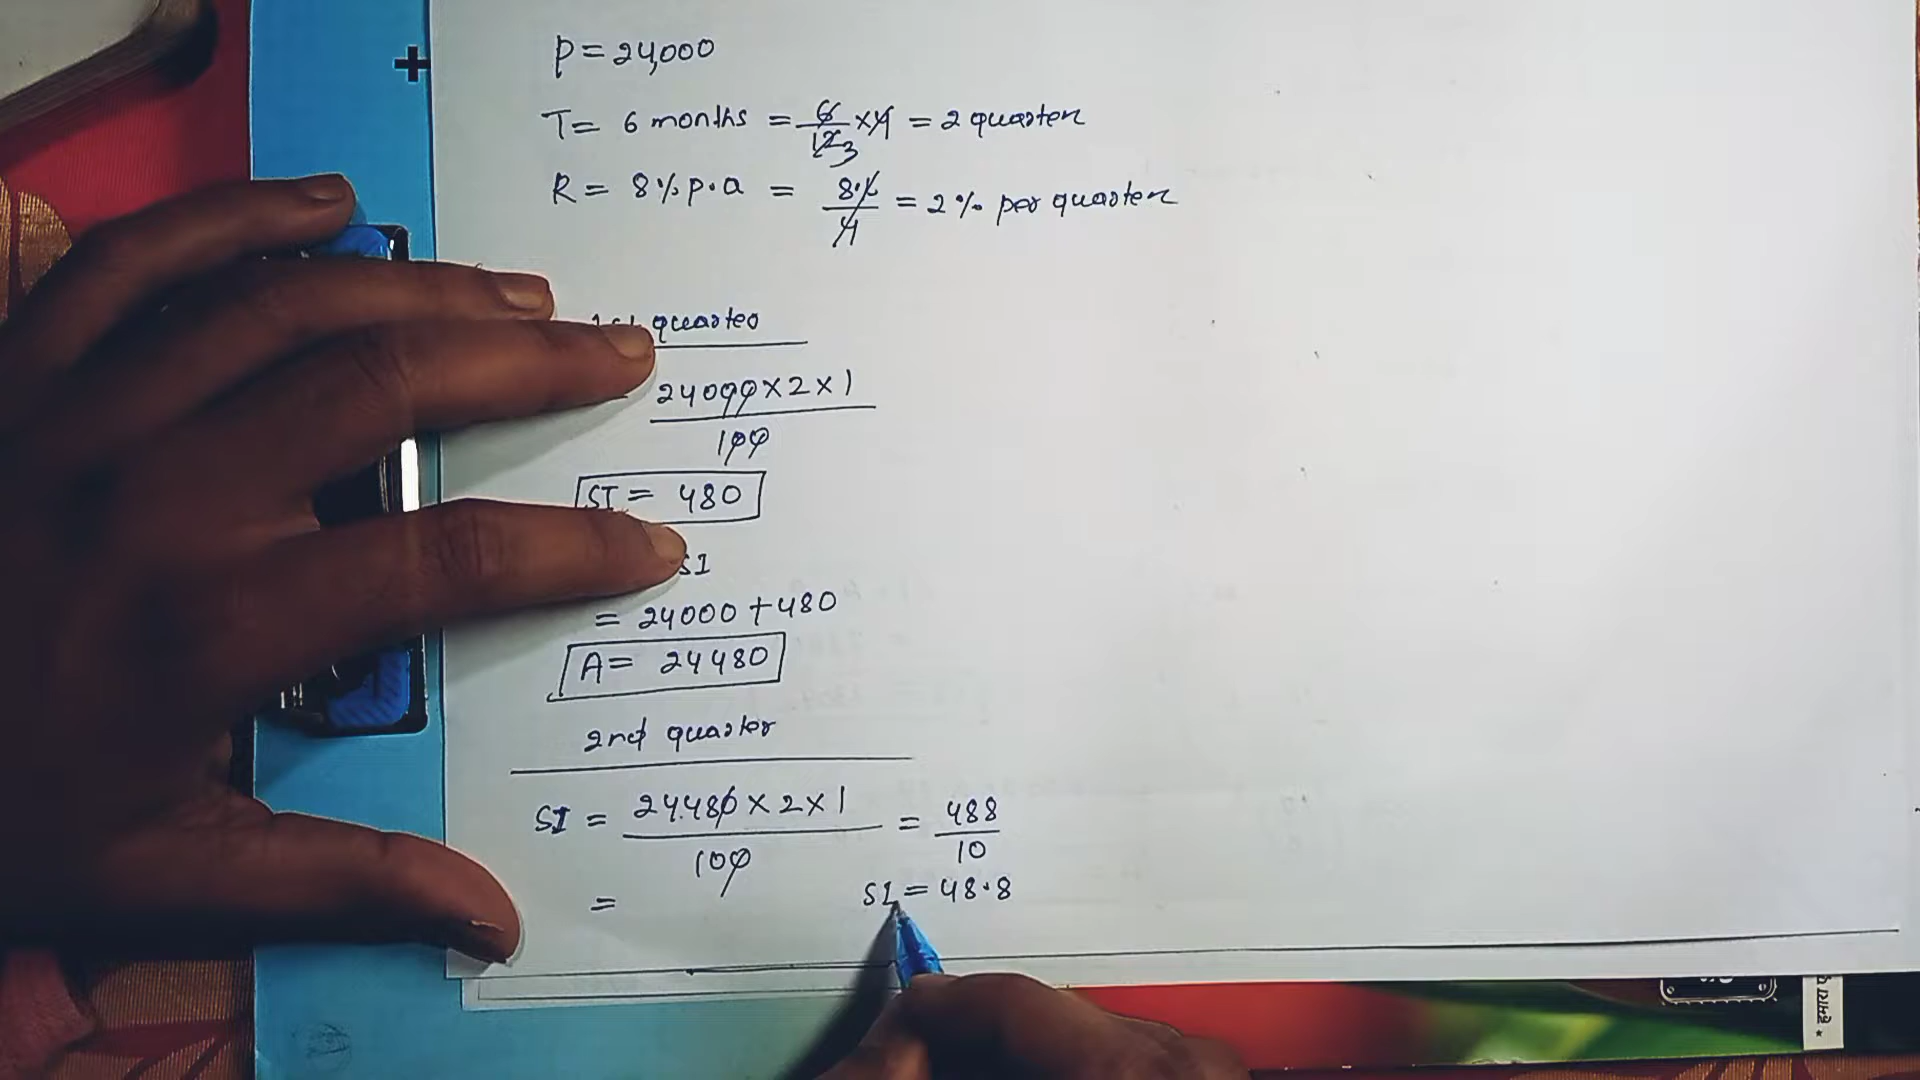 P = 24,000
T = 6 months = 6/12 3 × 4 = 2 quarter
R = 8% p.a = 8%/4 = 2% per quarter
1st quarter
24000 × 2 × 1
100
SI = 480
SI
= 24000 + 480
A = 24480
2nd quarter
SI = 24480 × 2 × 1 / 100 = 488/10
= SI = 48.8